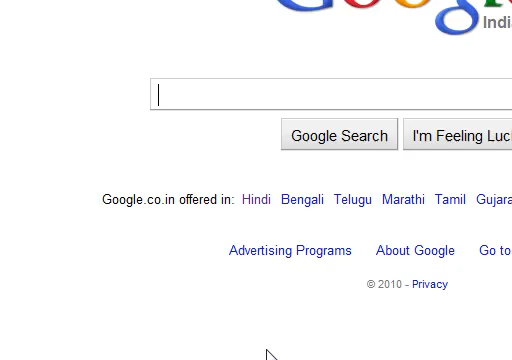 India
Google Search I'm Feeling Luc
Google.co.in offered in: Hindi Bengali Telugu Marathi Tamil Gujara
Advertising Programs About Google Go to
© 2010 - Privacy